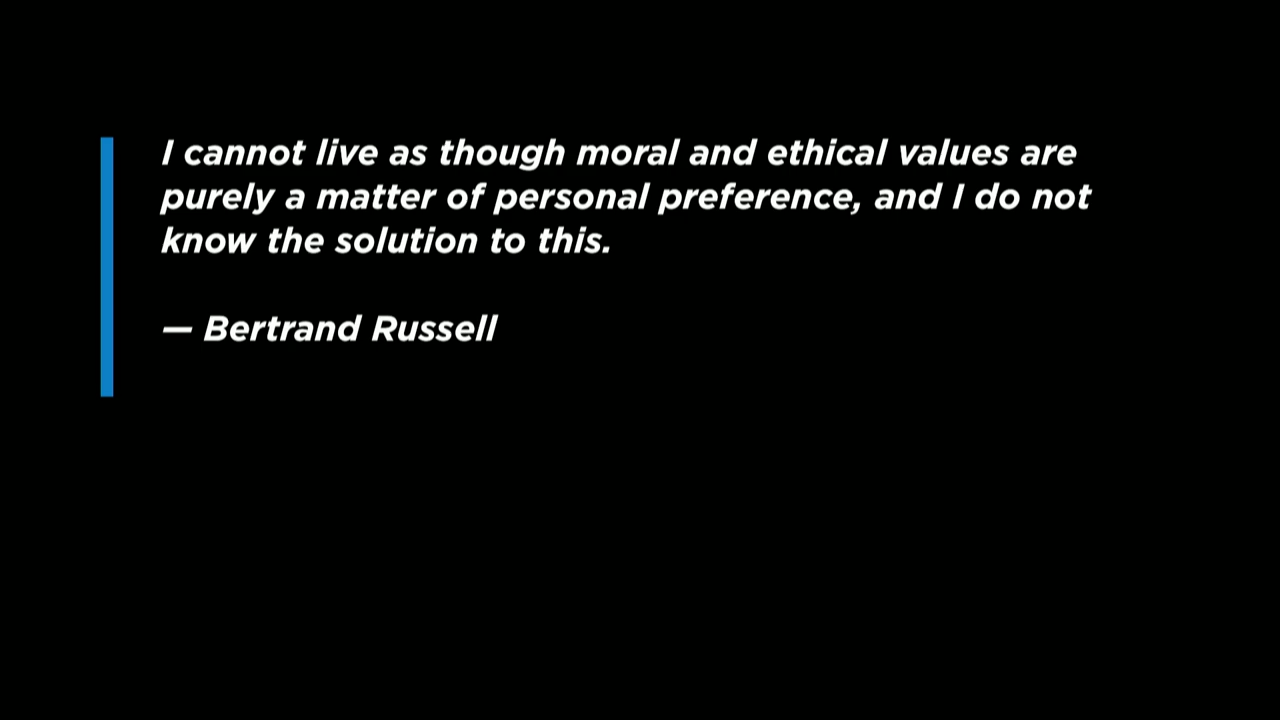 I cannot live as though moral and ethical values are
purely a matter of personal preference, and I do not
know the solution to this.
— Bertrand Russell